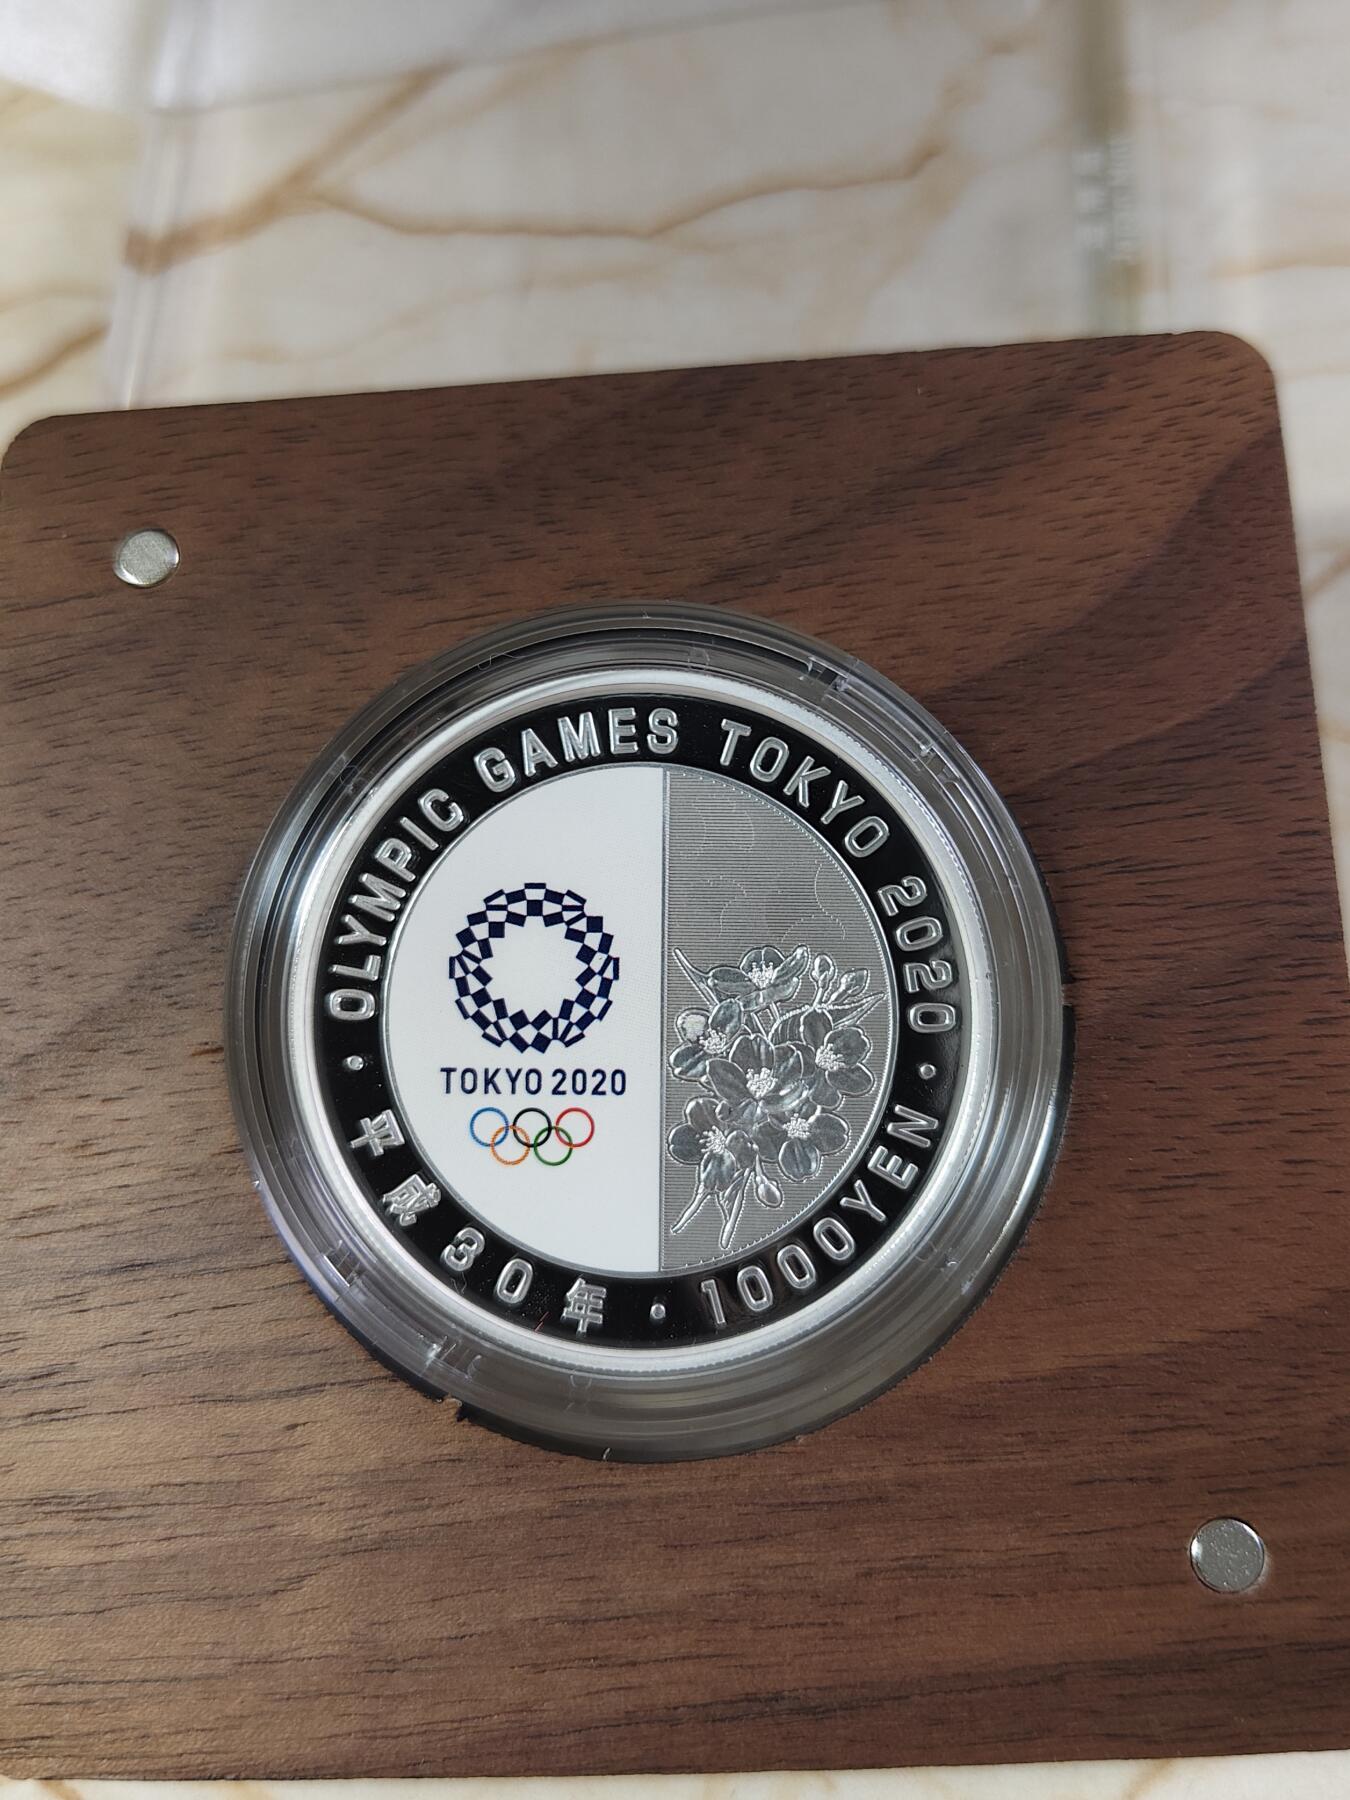 OLYMPIC GAMES TOKYO 2020
TOKYO 2020
平成30年・1000YEN